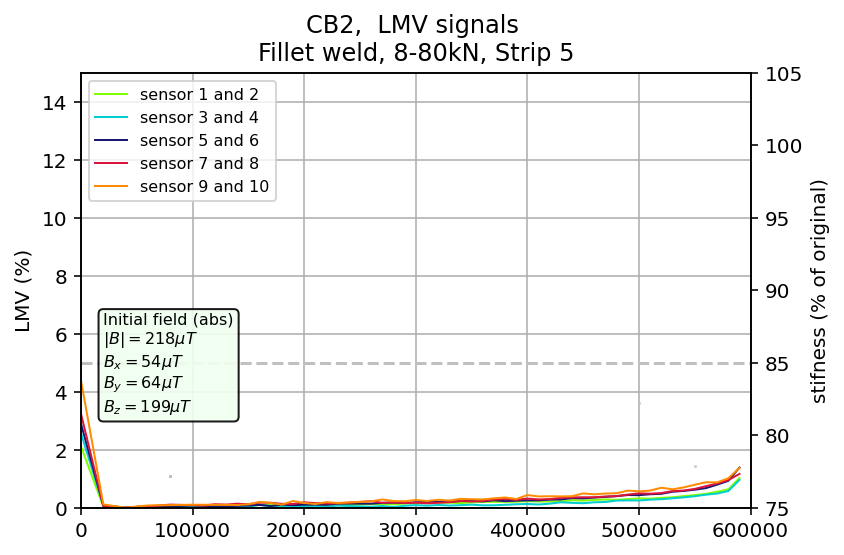 CB2,  LMV signals
Fillet weld, 8-80kN, Strip 5
sensor 1 and 2
sensor 3 and 4
sensor 5 and 6
sensor 7 and 8
sensor 9 and 10
Initial field (abs)
|B| = 218μT
Bx = 54μT
By = 64μT
Bz = 199μT
LMV (%)
14
12
10
8
6
4
2
0
105
100
95
90
85
80
75
stifness (% of original)
0 100000 200000 300000 400000 500000 600000